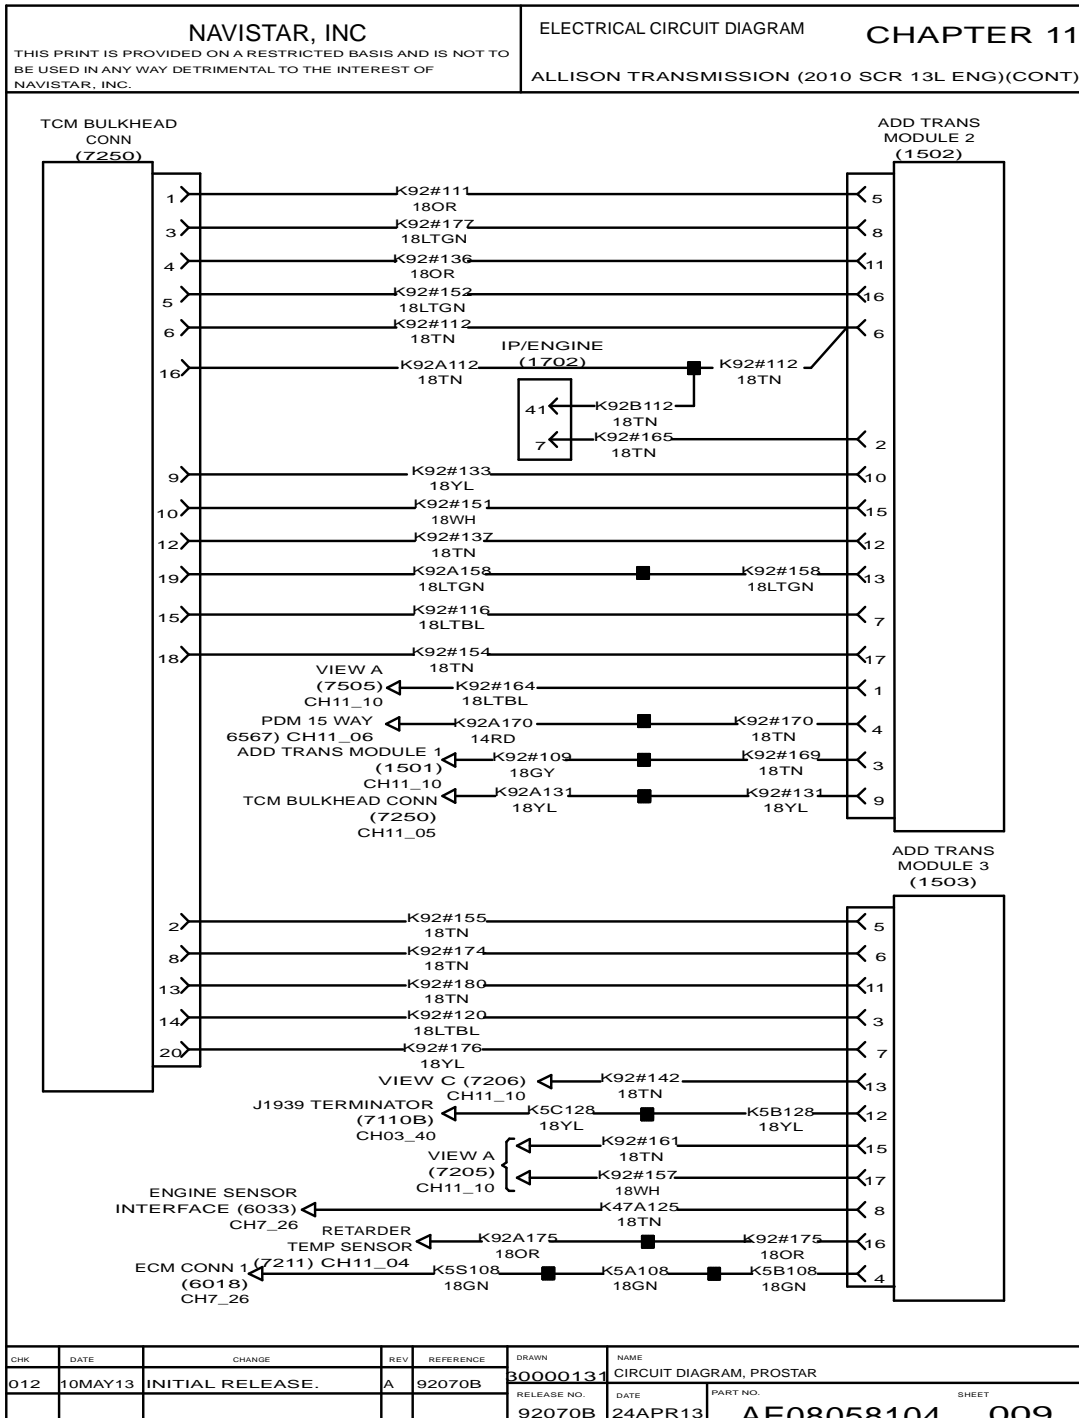 NAVISTAR, INC
THIS PRINT IS PROVIDED ON A RESTRICTED BASIS AND IS NOT TO
BE USED IN ANY WAY DETRIMENTAL TO THE INTEREST OF
NAVISTAR, INC.
ELECTRICAL CIRCUIT DIAGRAM
CHAPTER 11
ALLISON TRANSMISSION (2010 SCR 13L ENG)(CONT)
TCM BULKHEAD
CONN
(7250)
ADD TRANS
MODULE 2
(1502)
1 K92#111 5
18OR
3 K92#177 8
18LTGN
4 K92#136 11
18OR
5 K92#152 16
18LTGN
6 K92#112 6
18TN
IP/ENGINE
(1702)
16 K92A112 K92#112
18TN 18TN
41 K92B112
18TN
7 K92#165 2
18TN
9 K92#133 10
18YL
10 K92#151 15
18WH
12 K92#137 12
18TN
19 K92A158 K92#158 13
18LTGN 18LTGN
15 K92#116 7
18LTBL
18 K92#154 17
18TN
VIEW A
(7505) K92#164 1
CH11_10 18LTBL
PDM 15 WAY K92A170 K92#170 4
6567) CH11_06 14RD 18TN
ADD TRANS MODULE 1 K92#109 K92#169 3
(1501) 18GY 18TN
CH11_10
TCM BULKHEAD CONN K92A131 K92#131 9
(7250) 18YL 18YL
CH11_05
ADD TRANS
MODULE 3
(1503)
2 K92#155 5
18TN
8 K92#174 6
18TN
13 K92#180 11
18TN
14 K92#120 3
18LTBL
20 K92#176 7
18YL
VIEW C (7206) K92#142 13
CH11_10 18TN
J1939 TERMINATOR K5C128 K5B128 12
(7110B) 18YL 18YL
CH03_40
K92#161 15
VIEW A 18TN
(7205) K92#157 17
CH11_10 18WH
ENGINE SENSOR
INTERFACE (6033) K47A125 8
CH7_26 18TN
RETARDER K92A175 K92#175 16
TEMP SENSOR 18OR 18OR
(7211) CH11_04
ECM CONN 1 K5S108 K5A108 K5B108 4
(6018) 18GN 18GN 18GN
CH7_26
CHK DATE CHANGE REV REFERENCE DRAWN NAME
012 10MAY13 INITIAL RELEASE. A 92070B 30000131 CIRCUIT DIAGRAM, PROSTAR
RELEASE NO. DATE PART NO. SHEET
92070B 24APR13 AE08058104 009